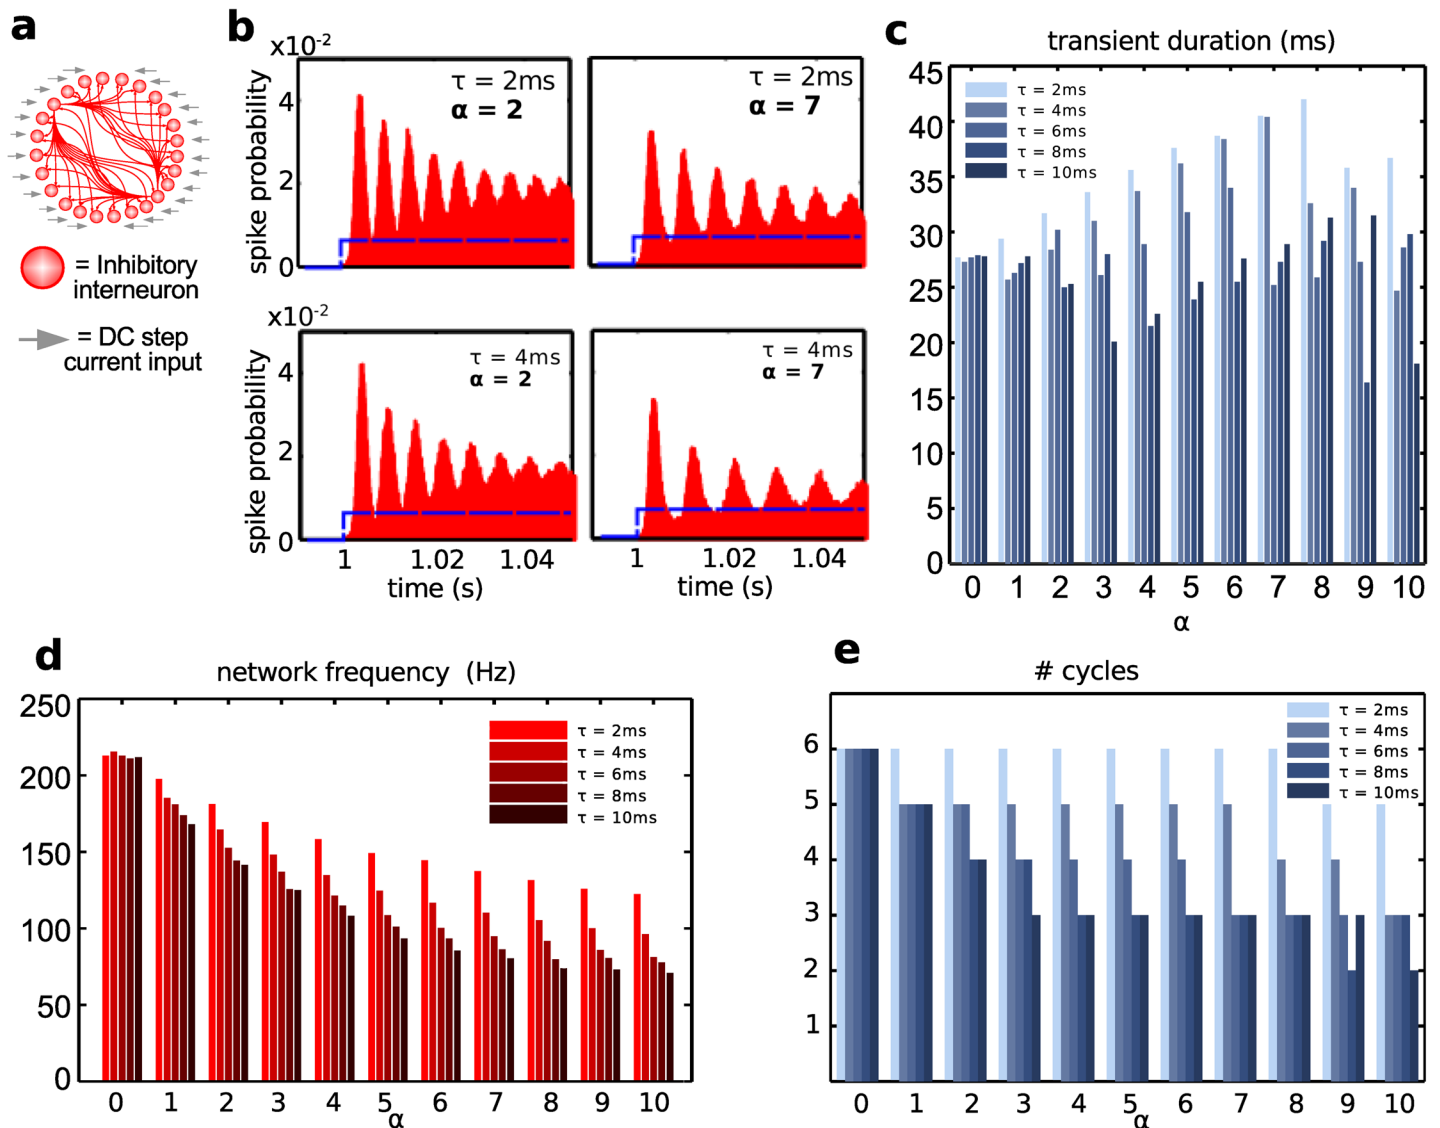 a
= Inhibitory
interneuron
= DC step
current input
b
x10-2
spike probability
4
2
0
τ = 2ms
α = 2
τ = 2ms
α = 7
x10-2
spike probability
4
2
0
τ = 4ms
α = 2
τ = 4ms
α = 7
1 1.02 1.04
time (s)
1 1.02 1.04
time (s)
c
transient duration (ms)
45
40
35
30
25
20
15
10
5
0
τ = 2ms
τ = 4ms
τ = 6ms
τ = 8ms
τ = 10ms
0 1 2 3 4 5 6 7 8 9 10
α
d
network frequency (Hz)
250
200
150
100
50
0
τ = 2ms
τ = 4ms
τ = 6ms
τ = 8ms
τ = 10ms
0 1 2 3 4 5 6 7 8 9 10
α
e
# cycles
6
5
4
3
2
1
τ = 2ms
τ = 4ms
τ = 6ms
τ = 8ms
τ = 10ms
0 1 2 3 4 5 6 7 8 9 10
α